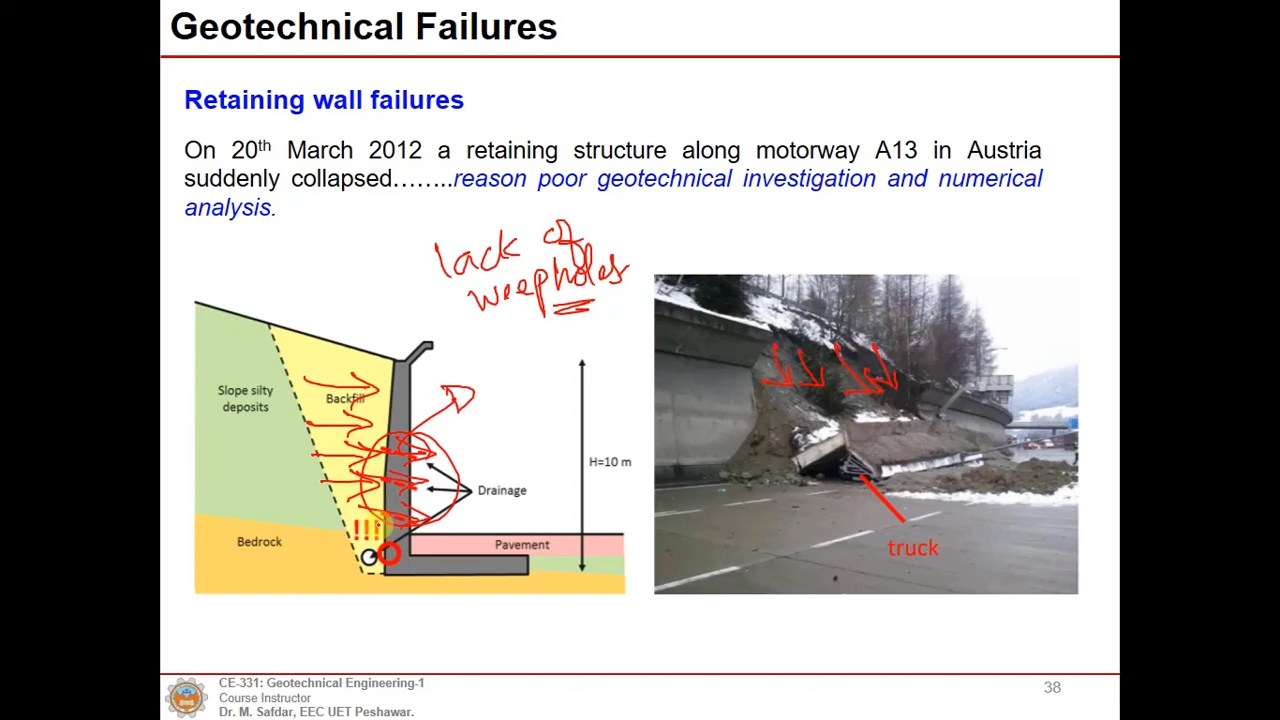 Geotechnical Failures
Retaining wall failures
On 20th March 2012 a retaining structure along motorway A13 in Austria
suddenly collapsed……..reason poor geotechnical investigation and numerical
analysis.
lack of
weepholes
Slope silty
deposits
Backfill
H=10 m
Drainage
!!!
Bedrock
Pavement
truck
CE-331: Geotechnical Engineering-1
Course Instructor
Dr. M. Safdar, EEC UET Peshawar.
38